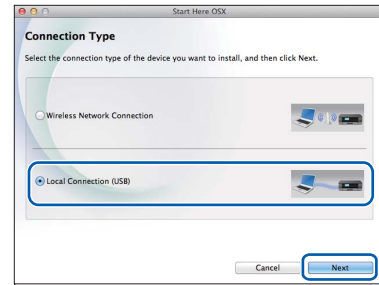 Start Here OSX
Connection Type
Select the connection type of the device you want to install, and then click Next.
Wireless Network Connection
Local Connection (USB)
Cancel Next